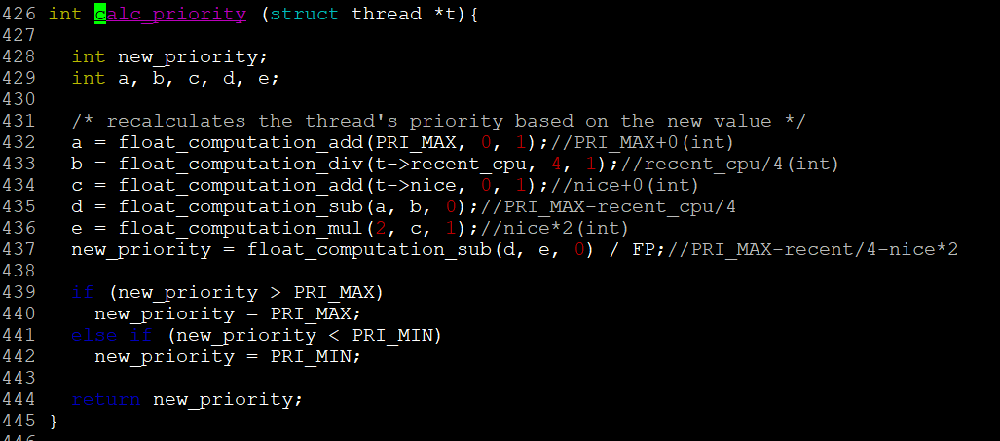 426 int calc_priority (struct thread *t){
427
428   int new_priority;
429   int a, b, c, d, e;
430
431   /* recalculates the thread's priority based on the new value */
432   a = float_computation_add(PRI_MAX, 0, 1);//PRI_MAX+0(int)
433   b = float_computation_div(t->recent_cpu, 4, 1);//recent_cpu/4(int)
434   c = float_computation_add(t->nice, 0, 1);//nice+0(int)
435   d = float_computation_sub(a, b, 0);//PRI_MAX-recent_cpu/4
436   e = float_computation_mul(2, c, 1);//nice*2(int)
437   new_priority = float_computation_sub(d, e, 0) / FP;//PRI_MAX-recent/4-nice*2
438
439   if (new_priority > PRI_MAX)
440     new_priority = PRI_MAX;
441   else if (new_priority < PRI_MIN)
442     new_priority = PRI_MIN;
443
444   return new_priority;
445 }